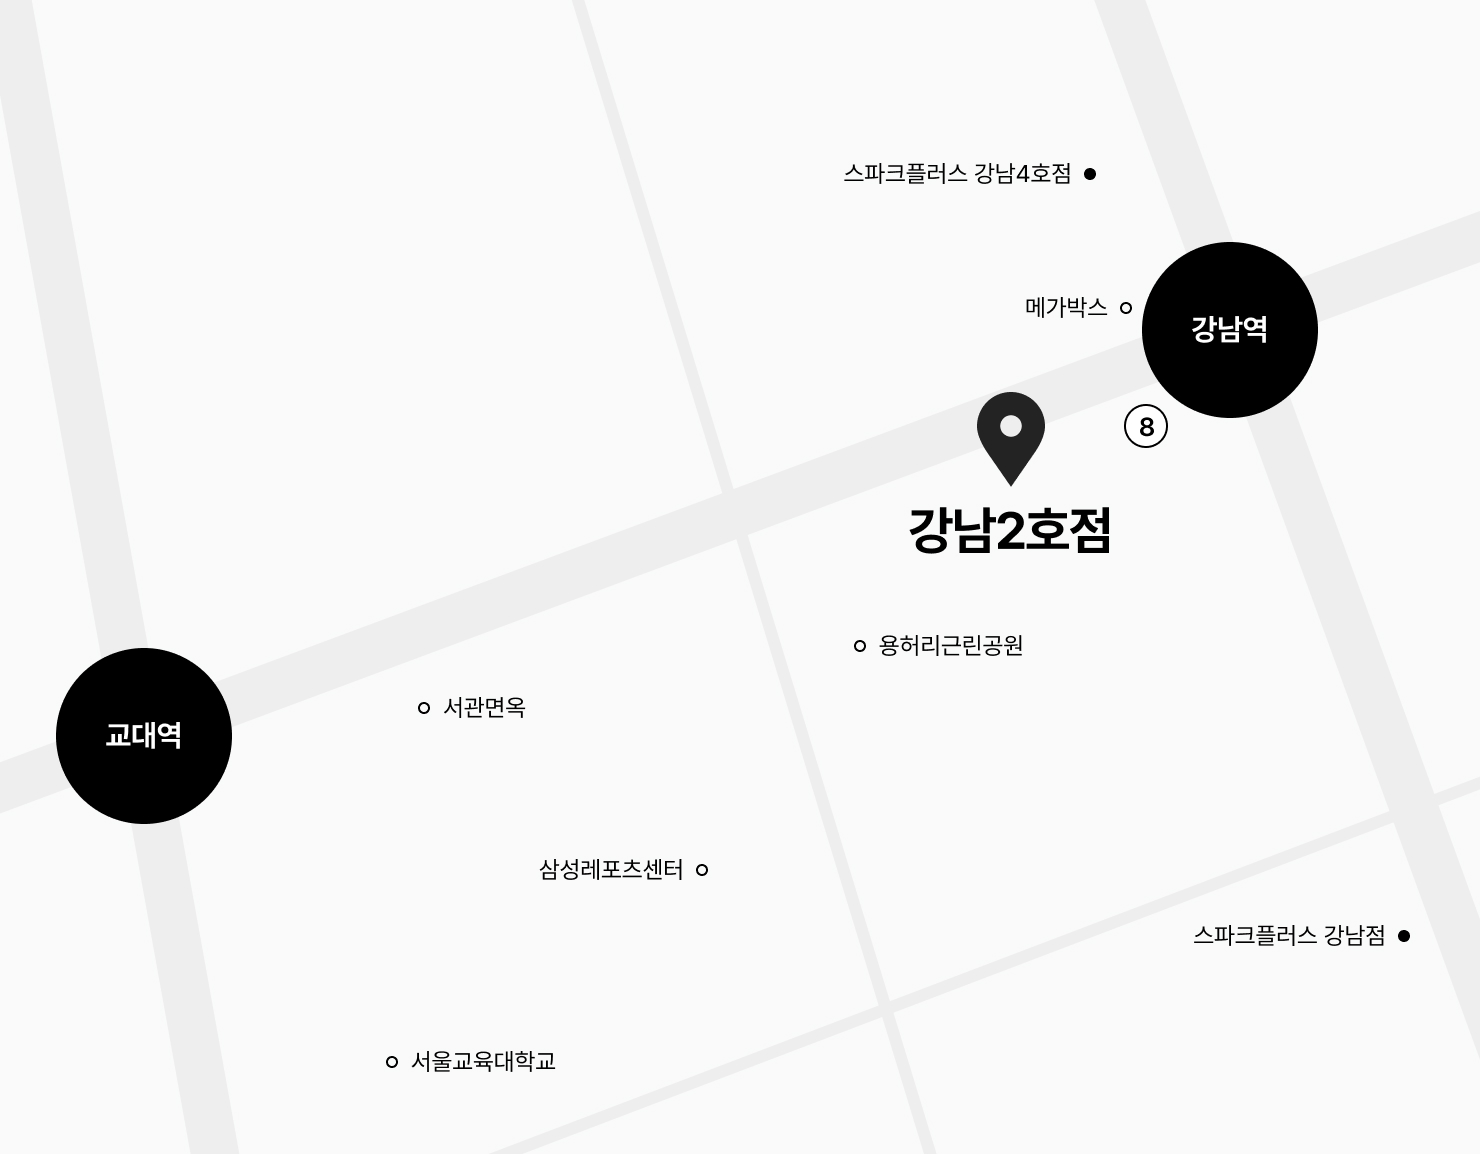 스파크플러스 강남4호점
메가박스
강남역
8
강남2호점
용허리근린공원
서관면옥
교대역
삼성레포츠센터
스파크플러스 강남점
서울교육대학교